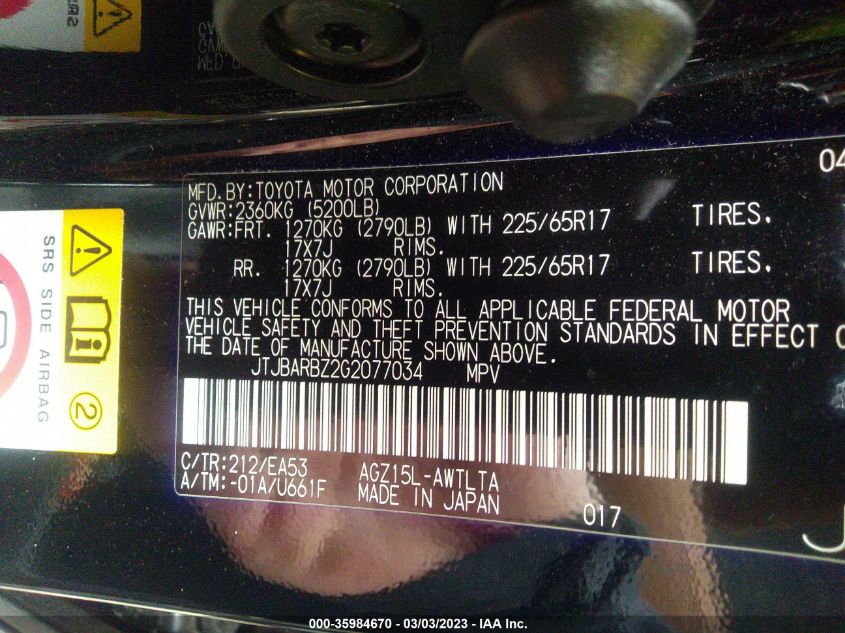 MFD.BY:TOYOTA MOTOR CORPORATION 04
GVWR:2360KG (5200LB)
GAWR:FRT. 1270KG (2790LB) WITH 225/65R17 TIRES,
17X7J RIMS.
RR. 1270KG (2790LB) WITH 225/65R17 TIRES,
17X7J RIMS.
THIS VEHICLE CONFORMS TO ALL APPLICABLE FEDERAL MOTOR
VEHICLE SAFETY AND THEFT PREVENTION STANDARDS IN EFFECT
THE DATE OF MANUFACTURE SHOWN ABOVE.
JTJBARBZ2G2077034 MPV
C/TR:212/EA53 AGZ15L-AWTLTA
A/TM:-01A/U661F MADE IN JAPAN
017
SRS SIDE AIRBAG
2
000-35984670 - 03/03/2023 - IAA Inc.